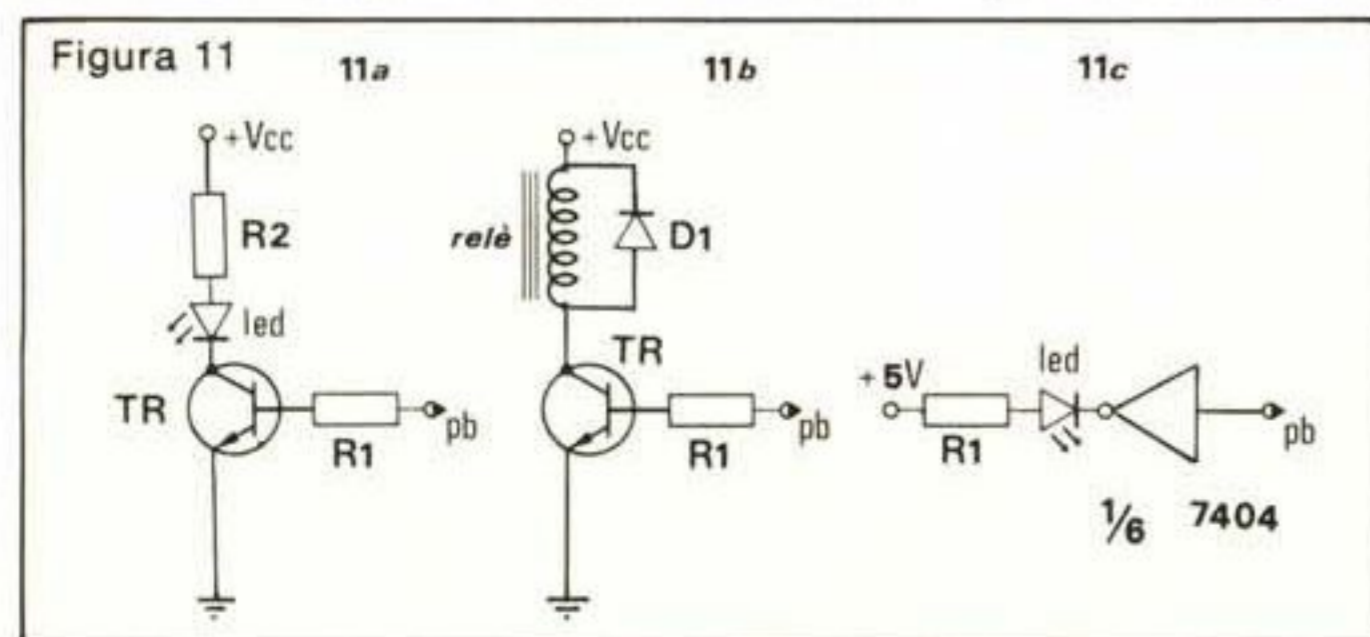 Figura 11
11a
11b
11c
+Vcc
R2
led
TR
R1
pb
+Vcc
relè
D1
TR
R1
pb
+5V
R1
led
pb
1/6 7404